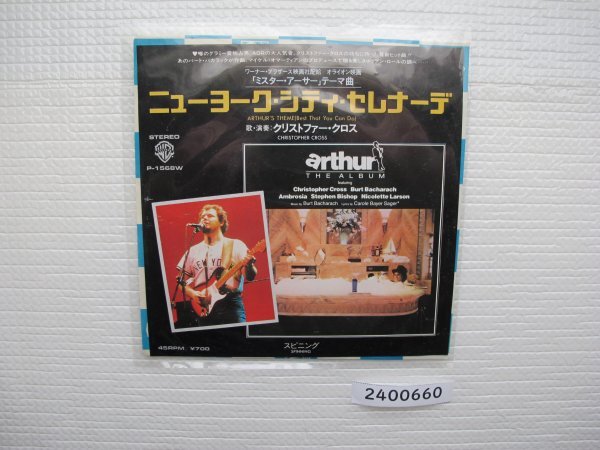 ワーナー・ブラザース映画社配給 オライオン映画
「ミスター・アーサー」テーマ曲
ニューヨーク・シティ・セレナーデ
ARTHUR'S THEME(Best That You Can Do)
歌・演奏:クリストファー・クロス
CHRISTOPHER CROSS
STEREO
P-1568W
arthur
THE ALBUM
featuring
Christopher Cross Burt Bacharach
Ambrosia Stephen Bishop Nicolette Larson
Music by Burt Bacharach Lyrics by Carole Bayer Sager
NEW YORK
スピニング
SPINNING
45RPM. ¥700
2400660